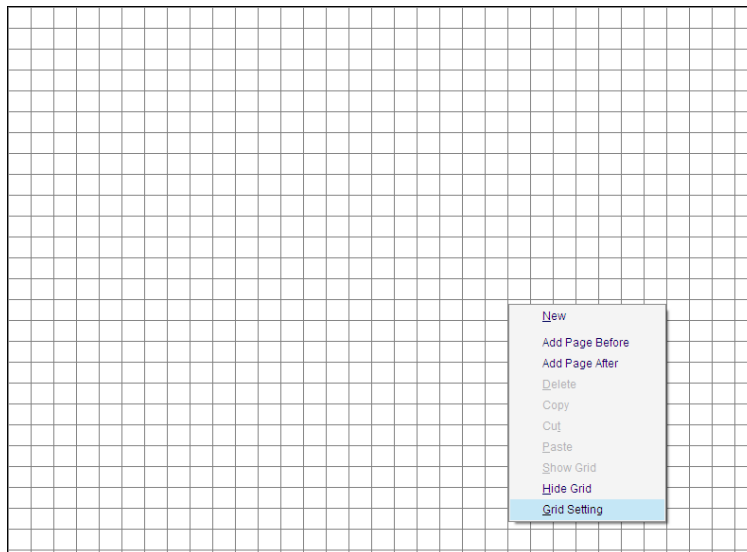 New
Add Page Before
Add Page After
Delete
Copy
Cut
Paste
Show Grid
Hide Grid
Grid Setting